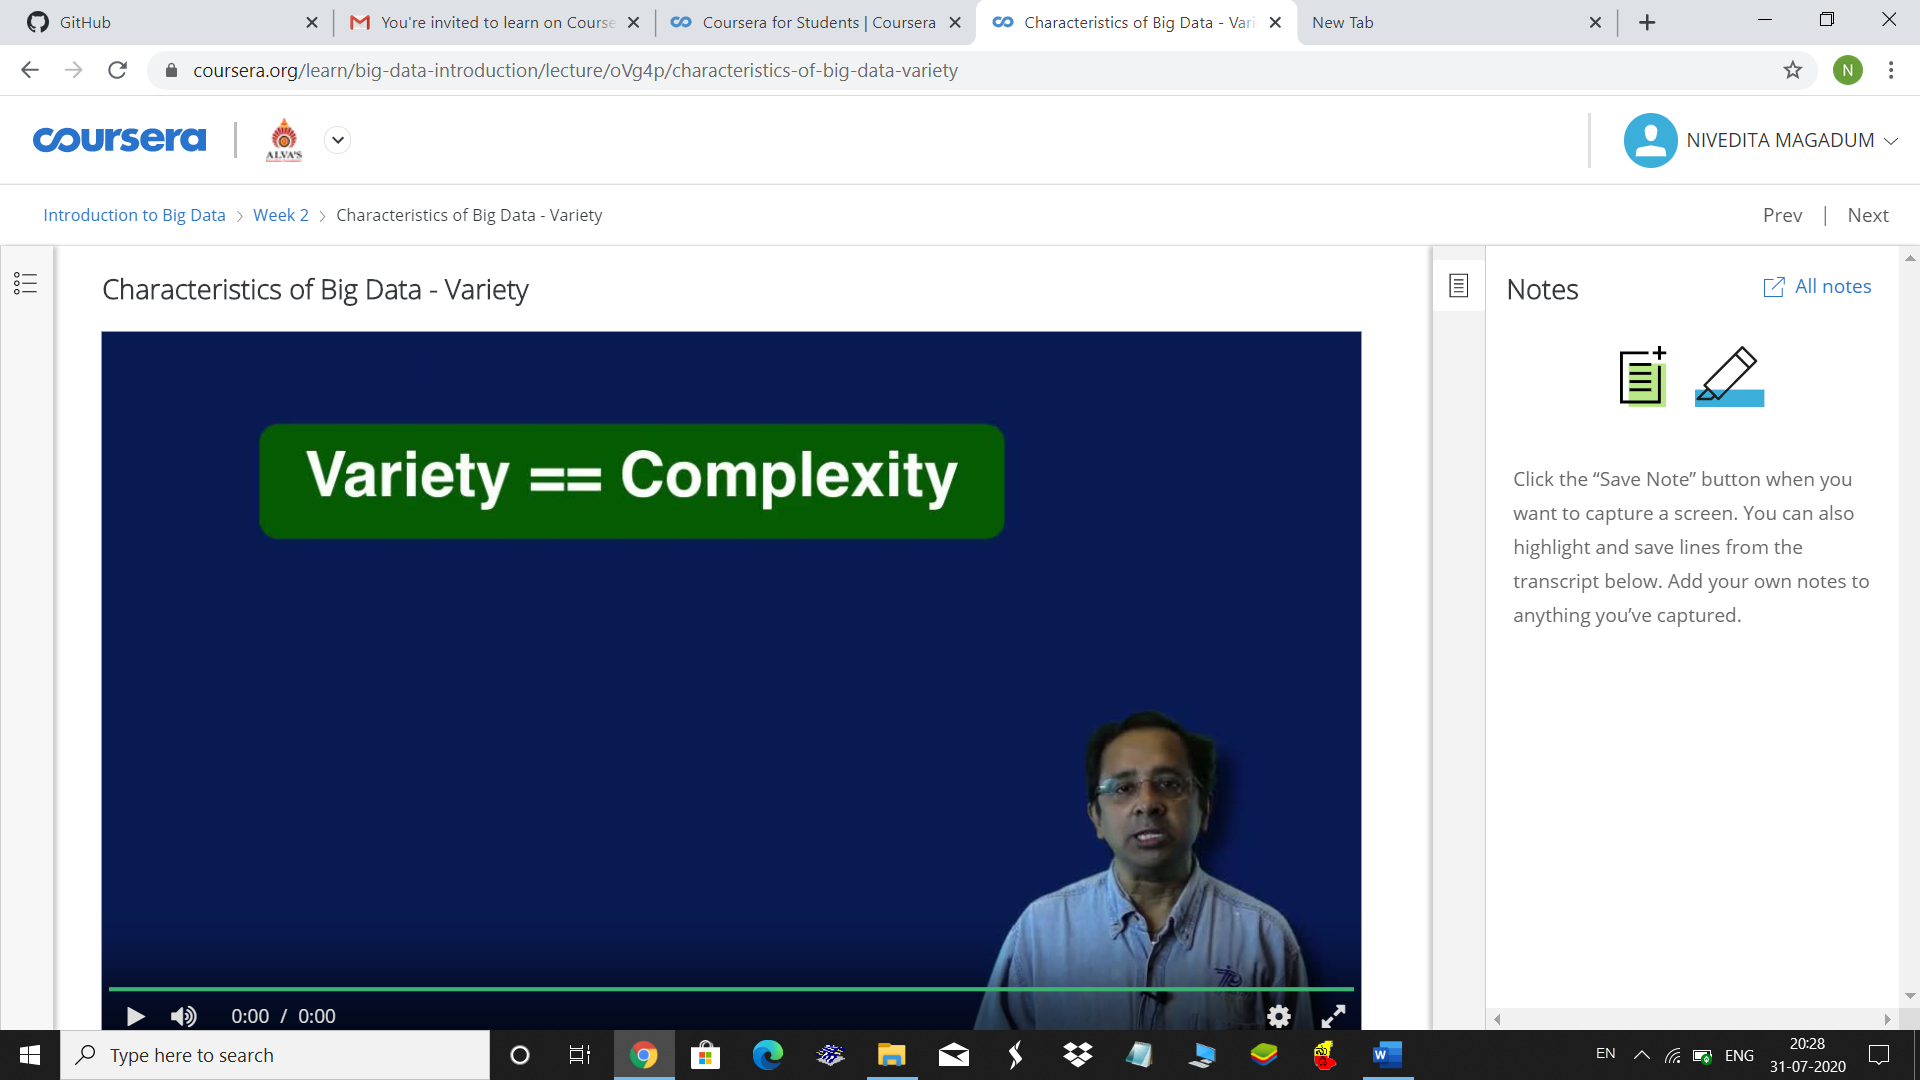 GitHub
You're invited to learn on Course
Coursera for Students | Coursera
Characteristics of Big Data - Vari
New Tab
coursera.org/learn/big-data-introduction/lecture/oVg4p/characteristics-of-big-data-variety
N
coursera
ALVA'S
NIVEDITA MAGADUM
Introduction to Big Data > Week 2 > Characteristics of Big Data - Variety
Prev | Next
Characteristics of Big Data - Variety
Variety == Complexity
0:00 / 0:00
Notes
All notes
Click the “Save Note” button when you
want to capture a screen. You can also
highlight and save lines from the
transcript below. Add your own notes to
anything you’ve captured.
Type here to search
W
EN
ENG
20:28
31-07-2020